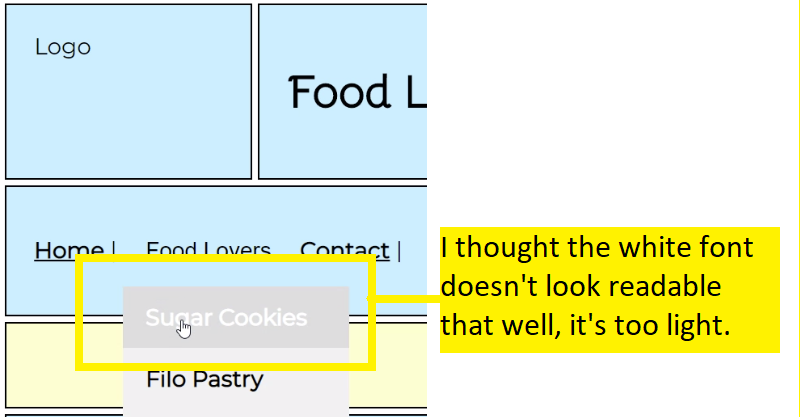 Logo
Food L
Home | Food Lovers Contact |
Sugar Cookies
Filo Pastry
I thought the white font
doesn't look readable
that well, it's too light.